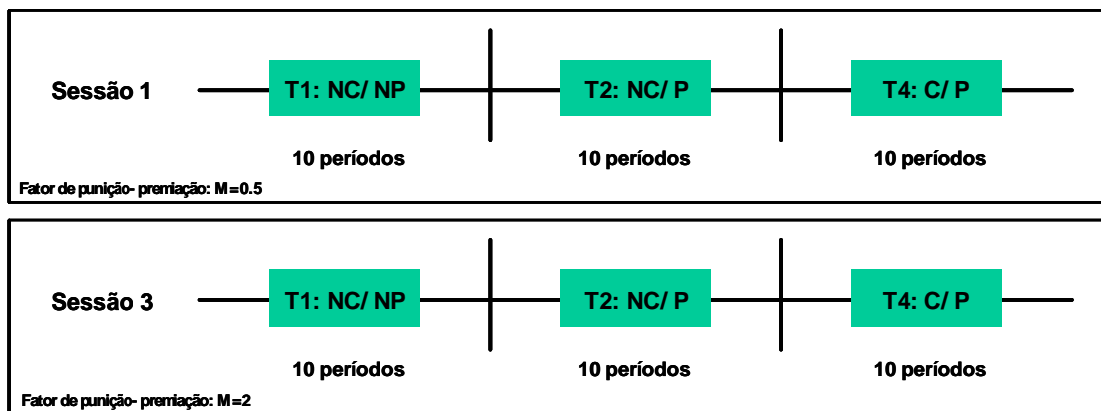 Sessão 1
T1: NC/ NP
T2: NC/ P
T4: C/ P
10 períodos
10 períodos
10 períodos
Fator de punição- premiação: M=0.5
Sessão 3
T1: NC/ NP
T2: NC/ P
T4: C/ P
10 períodos
10 períodos
10 períodos
Fator de punição- premiação: M=2